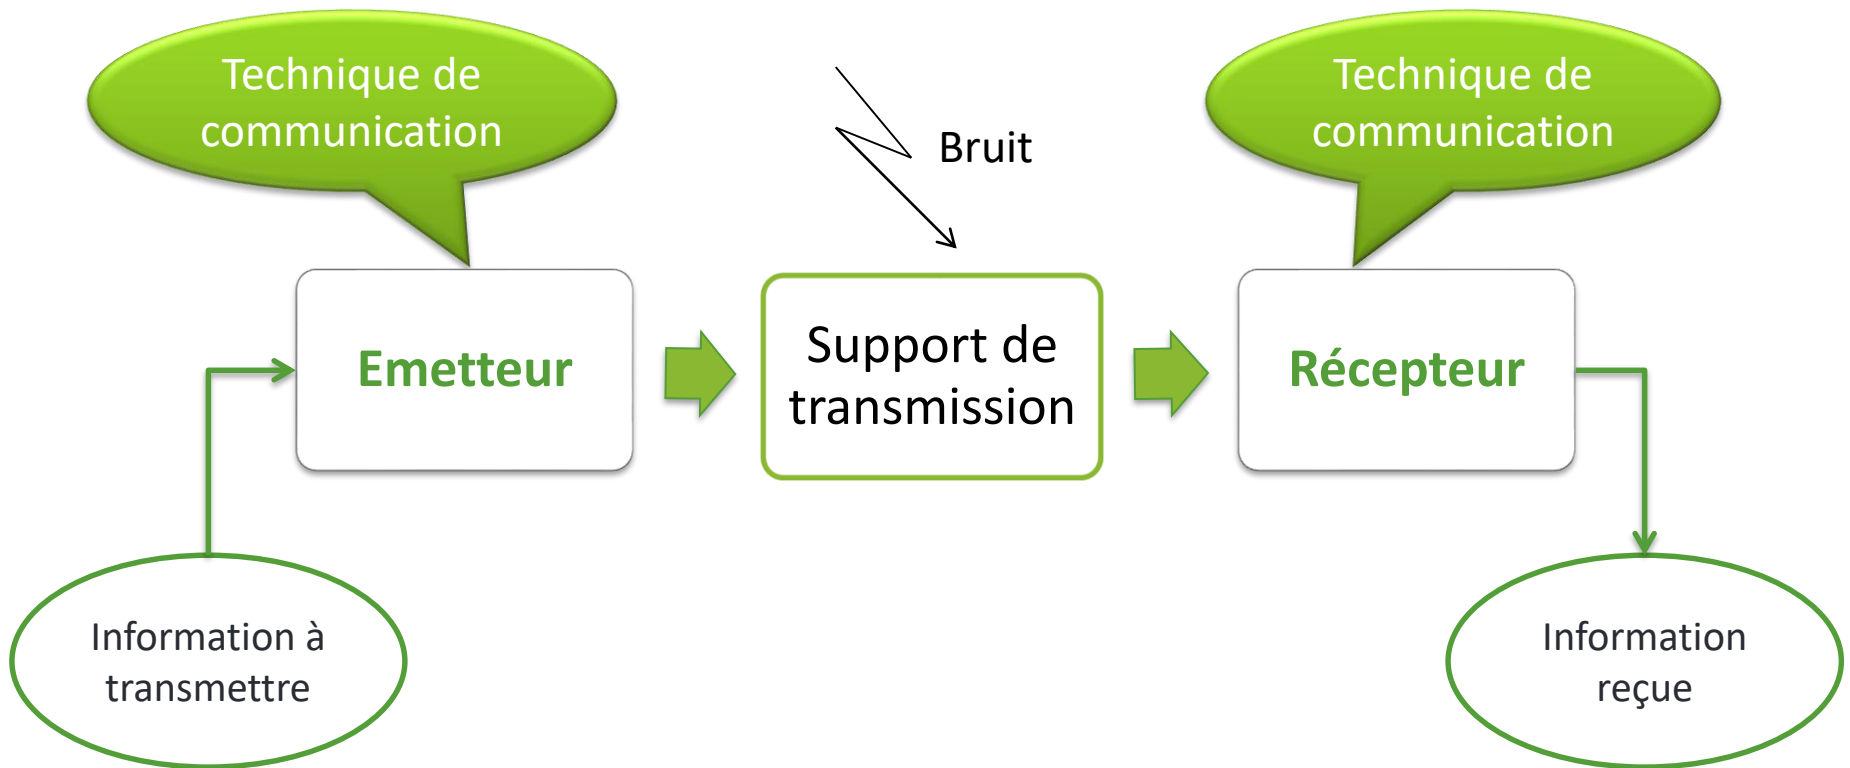 Technique de
communication
Bruit
Technique de
communication
Emetteur
Support de
transmission
Récepteur
Information à
transmettre
Information
reçue